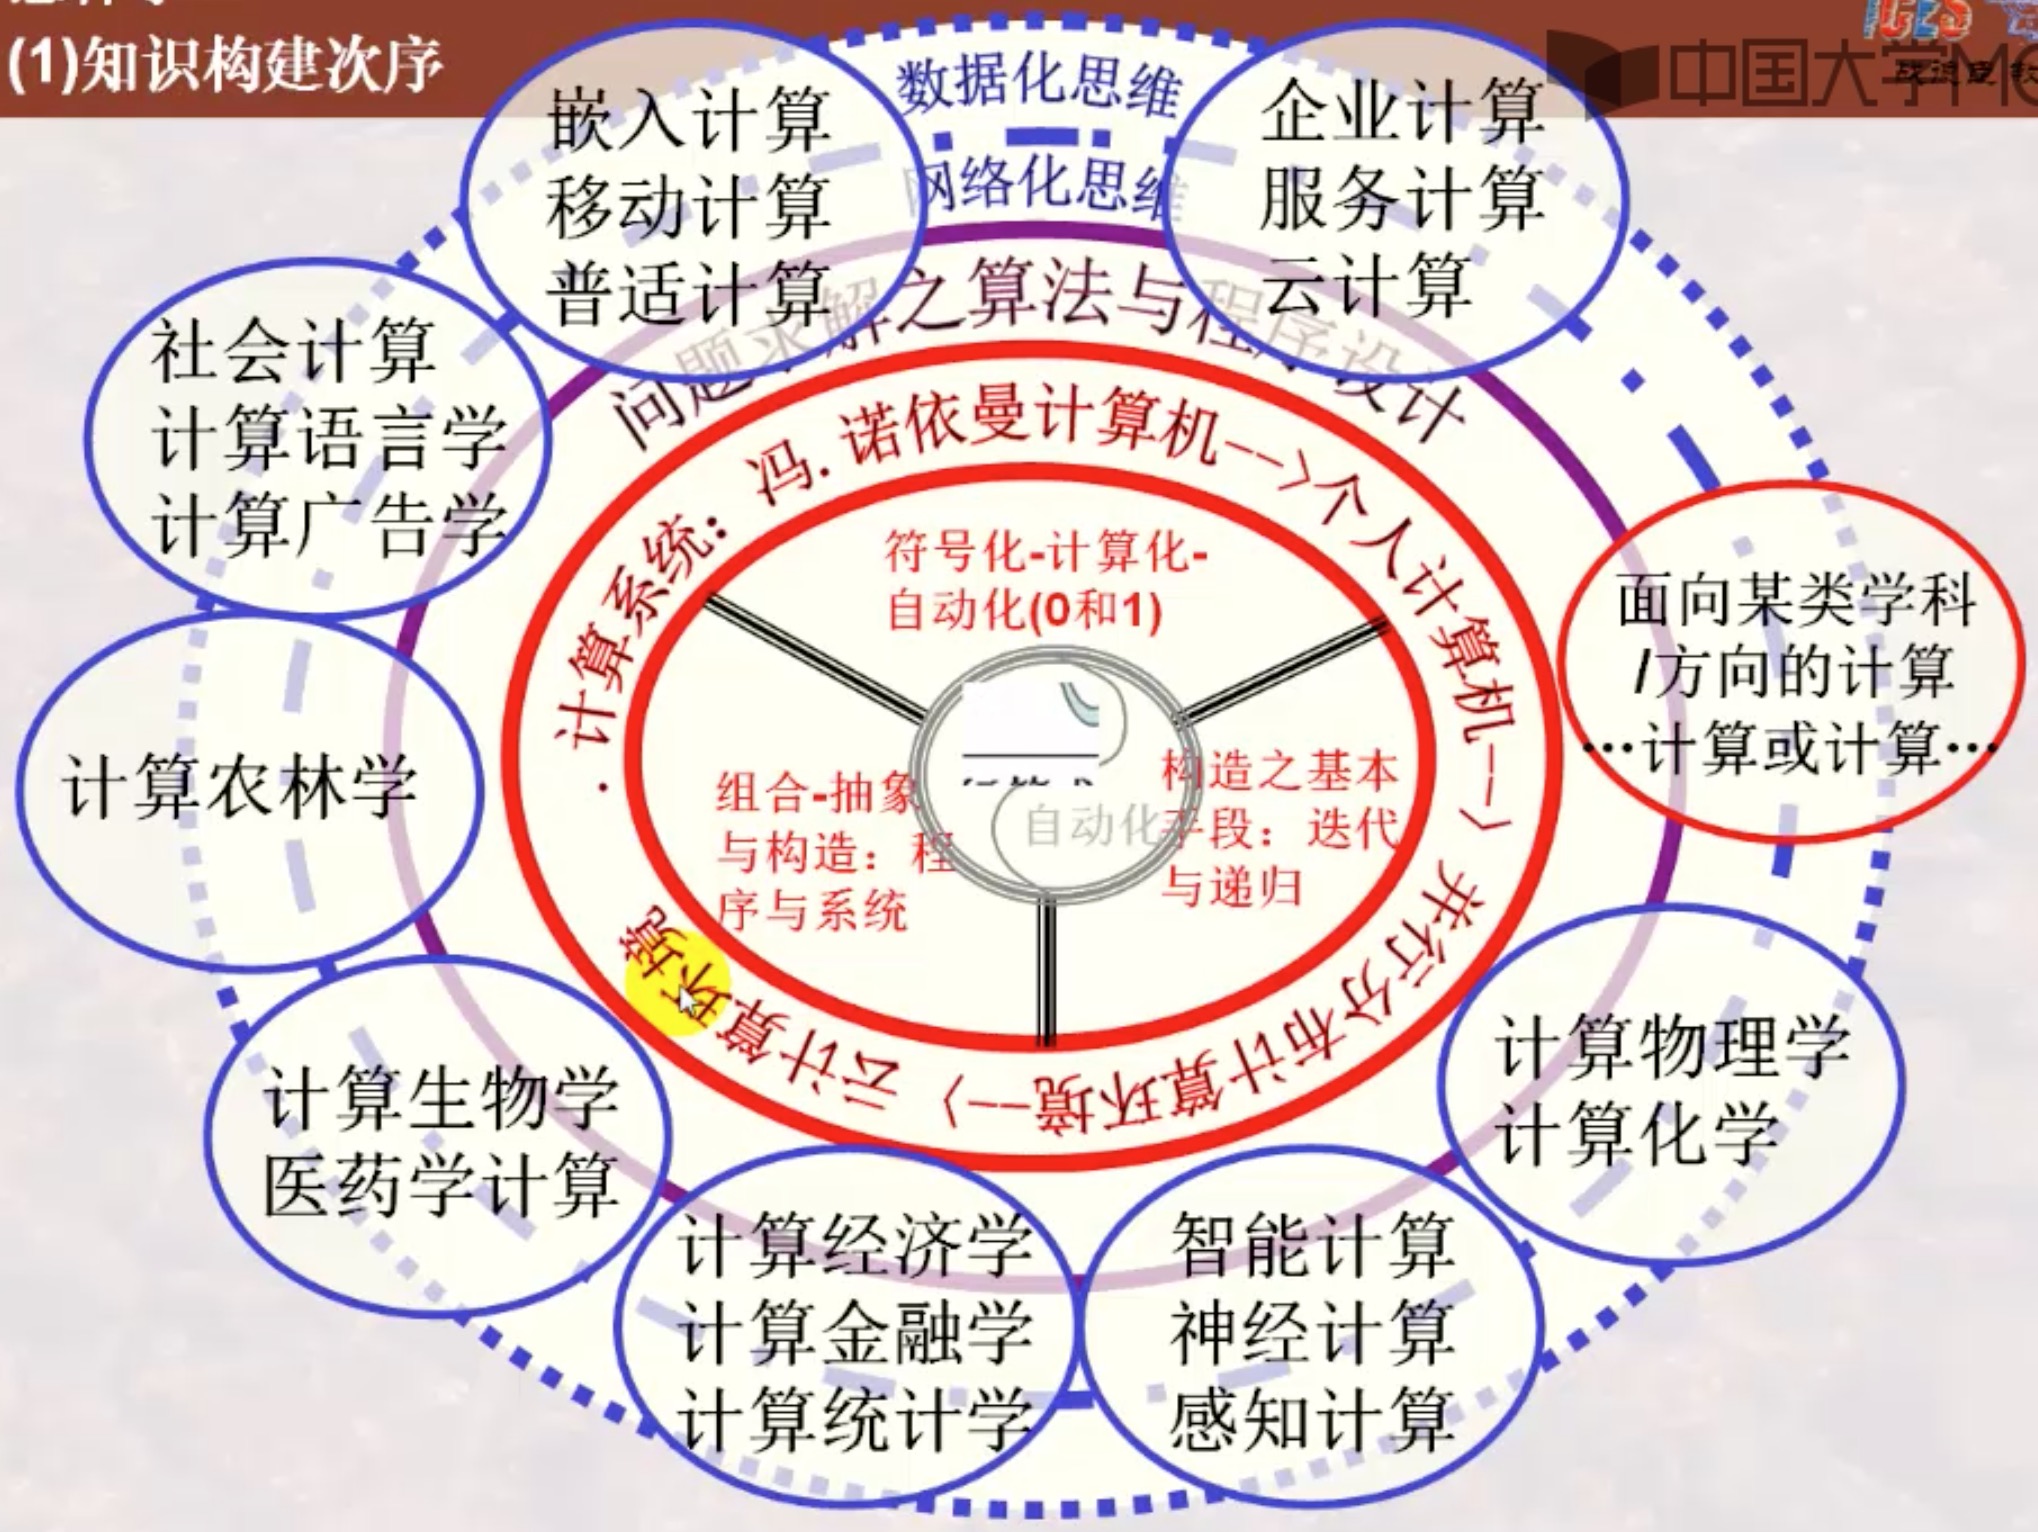 (1)知识构建次序
中国大学MO
数据化思维
网络化思维
嵌入计算
移动计算
普适计算
企业计算
服务计算
云计算
问题求解之算法与程序设计
社会计算
计算语言学
计算广告学
·计算系统：冯.诺依曼计算机-->个人计算机-->并行分布计算环境-->云计算环境
符号化-计算化-
自动化(0和1)
面向某类学科
/方向的计算
…计算或计算…
计算农林学
组合-抽象
与构造：程
序与系统
自动化
构造之基本
手段：迭代
与递归
计算物理学
计算化学
计算生物学
医药学计算
计算经济学
计算金融学
计算统计学
智能计算
神经计算
感知计算